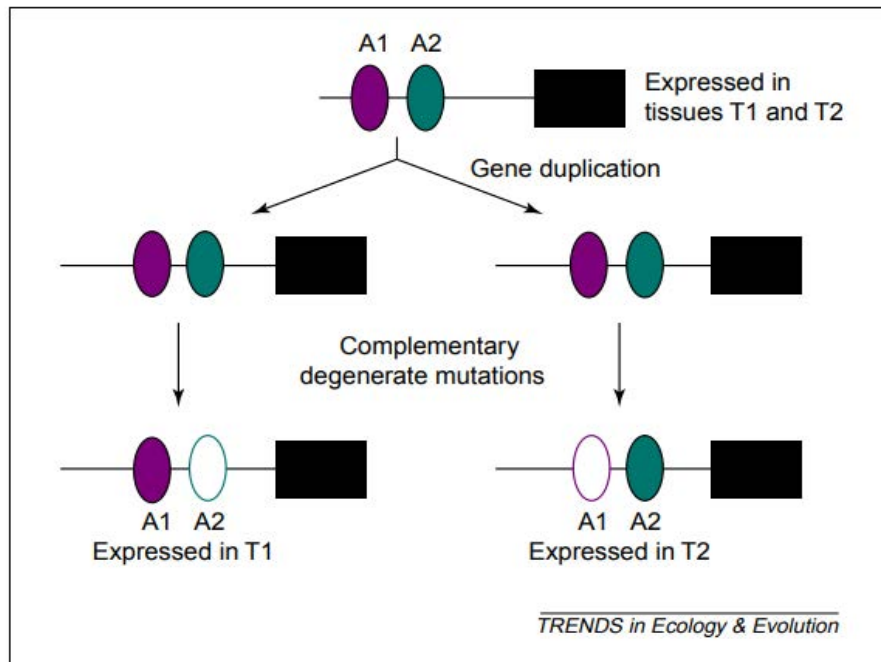 A1 A2
Expressed in
tissues T1 and T2
Gene duplication
Complementary
degenerate mutations
A1 A2
Expressed in T1
A1 A2
Expressed in T2
TRENDS in Ecology & Evolution